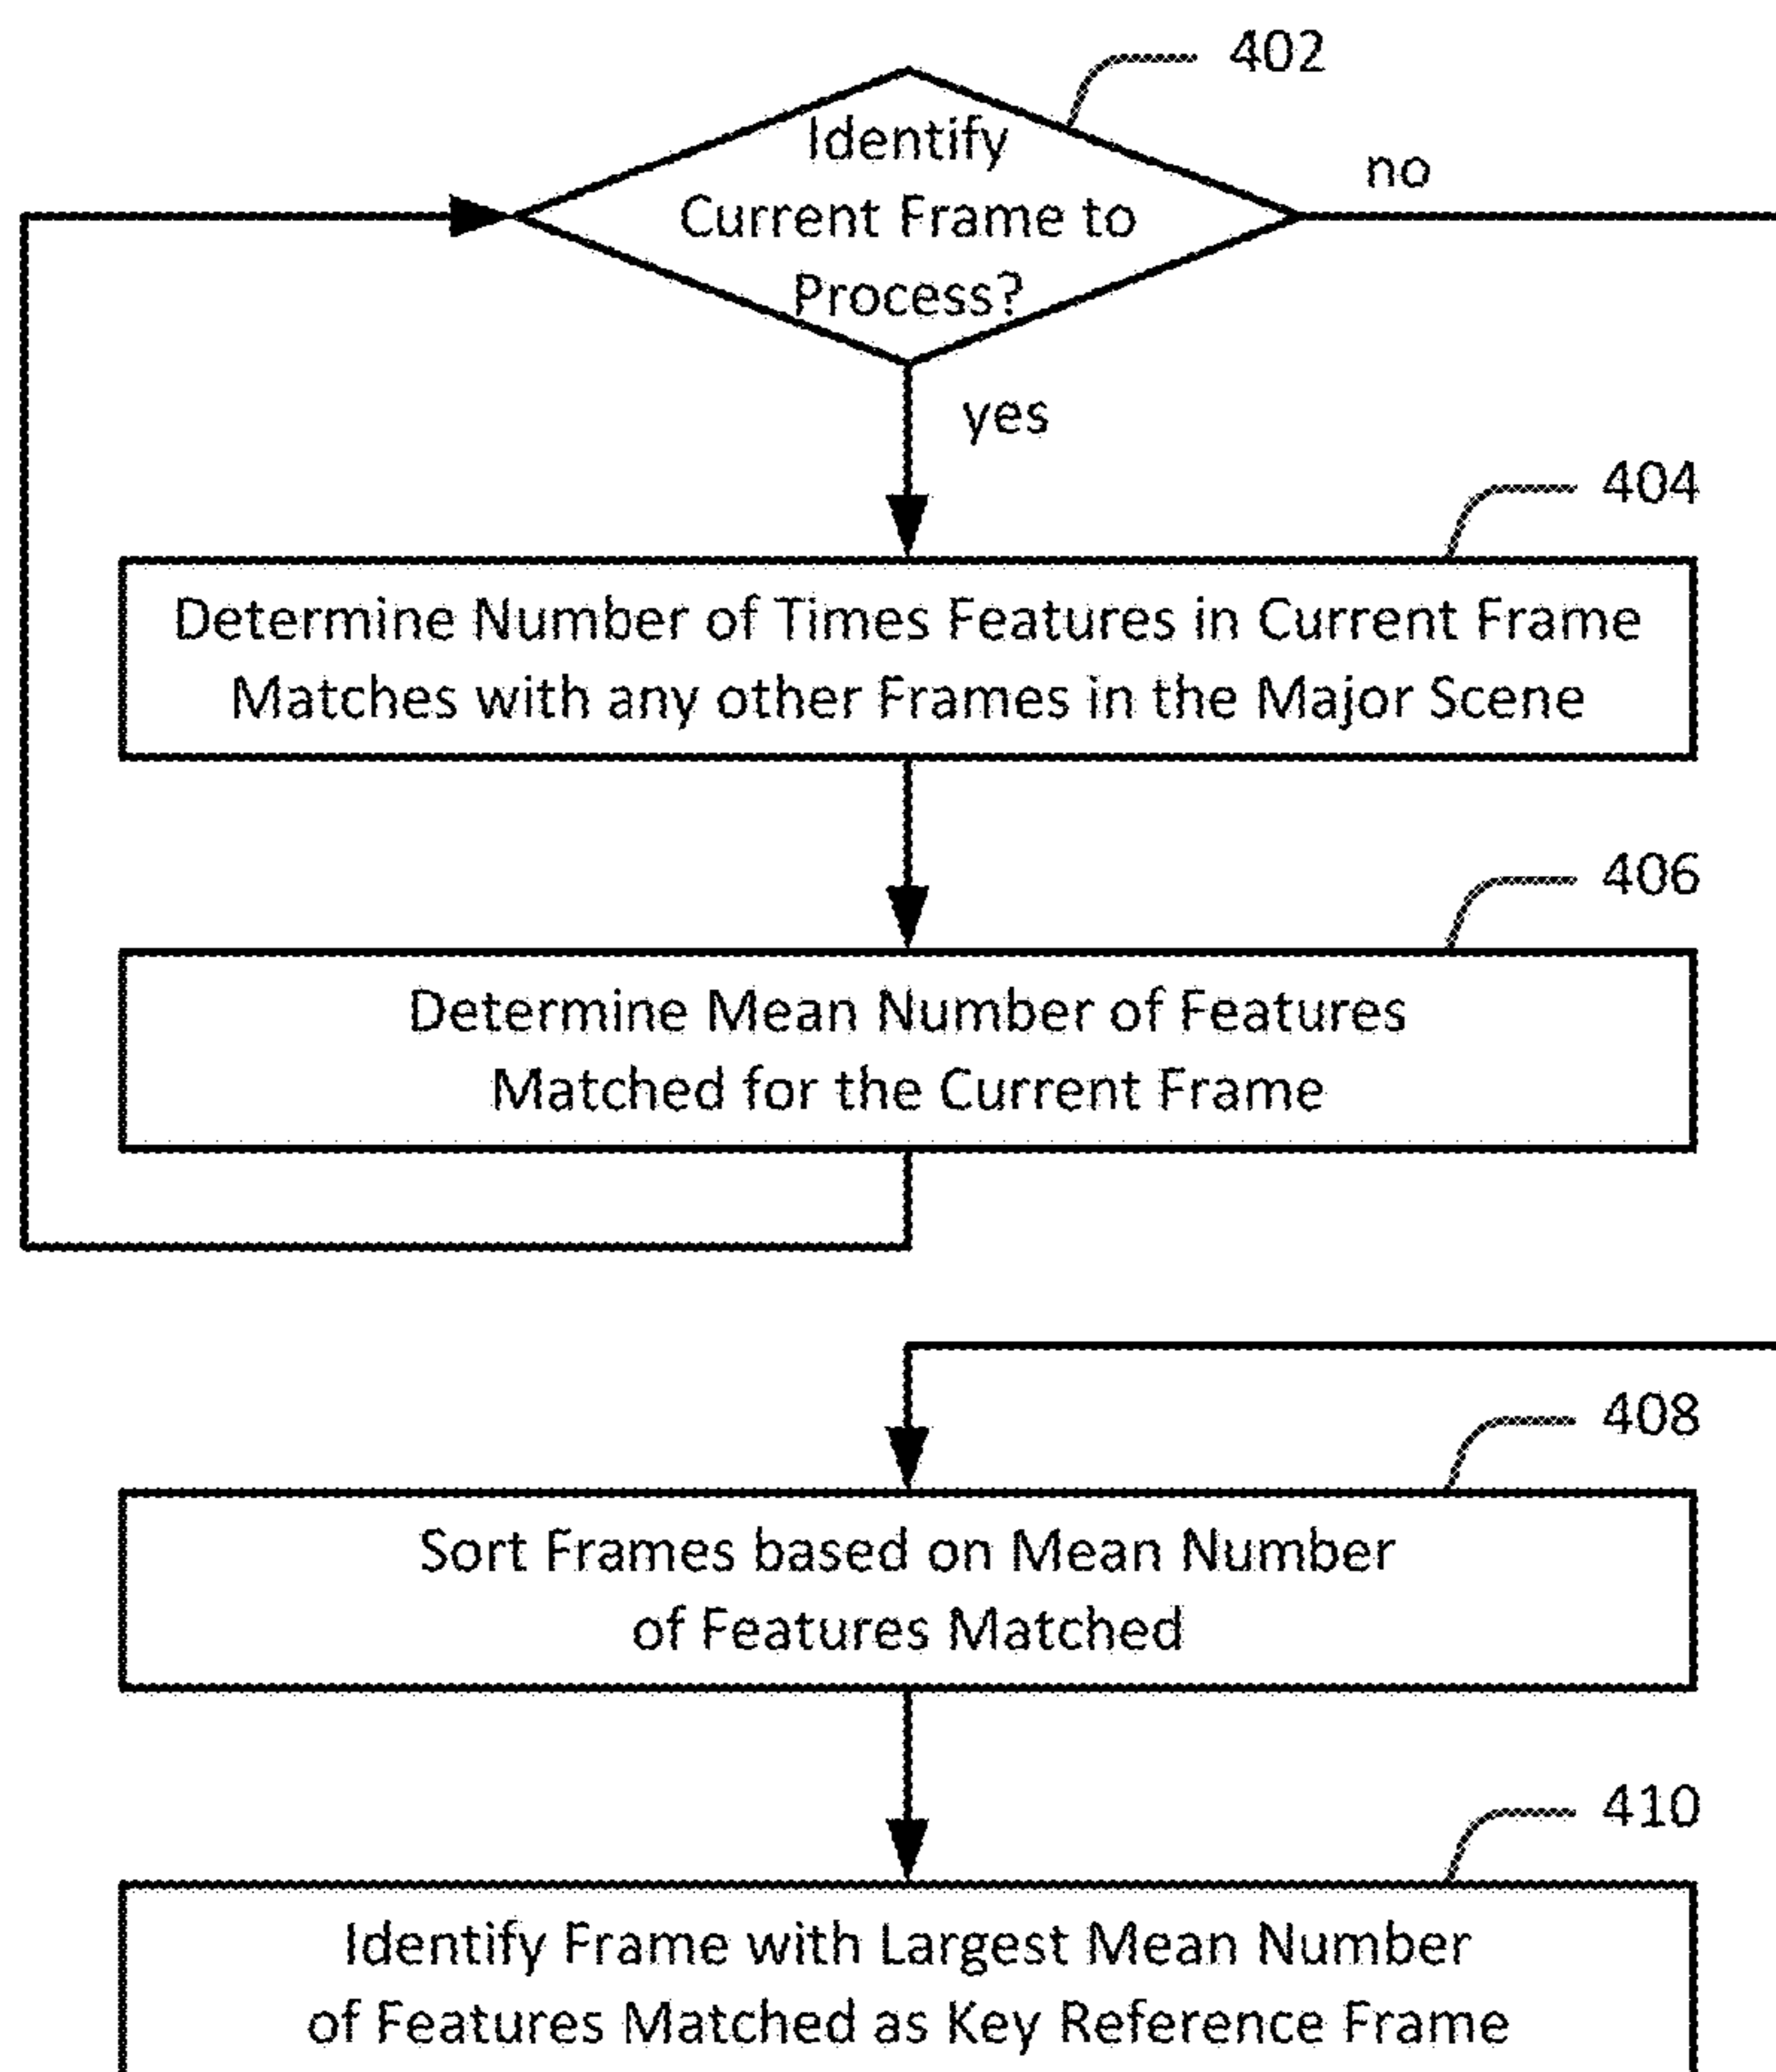 402
Identify
Current Frame to
Process?
no
yes
404
Determine Number of Times Features in Current Frame
Matches with any other Frames in the Major Scene
406
Determine Mean Number of Features
Matched for the Current Frame
408
Sort Frames based on Mean Number
of Features Matched
410
Identify Frame with Largest Mean Number
of Features Matched as Key Reference Frame